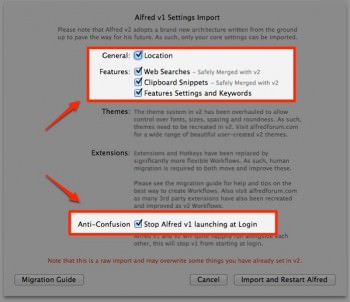 Alfred v1 Settings Import
Please note that Alfred v2 adopts a brand new architecture written from the ground
up to pave the way for his future. As such, only your core settings can be imported.
General: Location
Features: Web Searches - Safely Merged with v2
Clipboard Snippets - Safely Merged with v2
Features Settings and Keywords
Themes: The theme system in v2 has been overhauled to allow
control over fonts, sizes, spacing and roundness. As such,
themes need to be recreated in v2. Visit alfredforum.com
for a wide range of beautiful user-created v2 themes.
Extensions: Extensions and Hotkeys have been replaced by
significantly more flexible Workflows. As such, human
migration is required to both move and improve these.
Please see the migration guide for help and tips on the
best way to create Workflows. Also visit alfredforum.com
as many 3rd party extensions have also been recreated
and improved as v2 Workflows.
Anti-Confusion Stop Alfred v1 launching at Login
other, this will stop v1 from starting at login.
Note that this is a raw import and may overwrite some things you have already set in v2.
Migration Guide
Cancel
Import and Restart Alfred